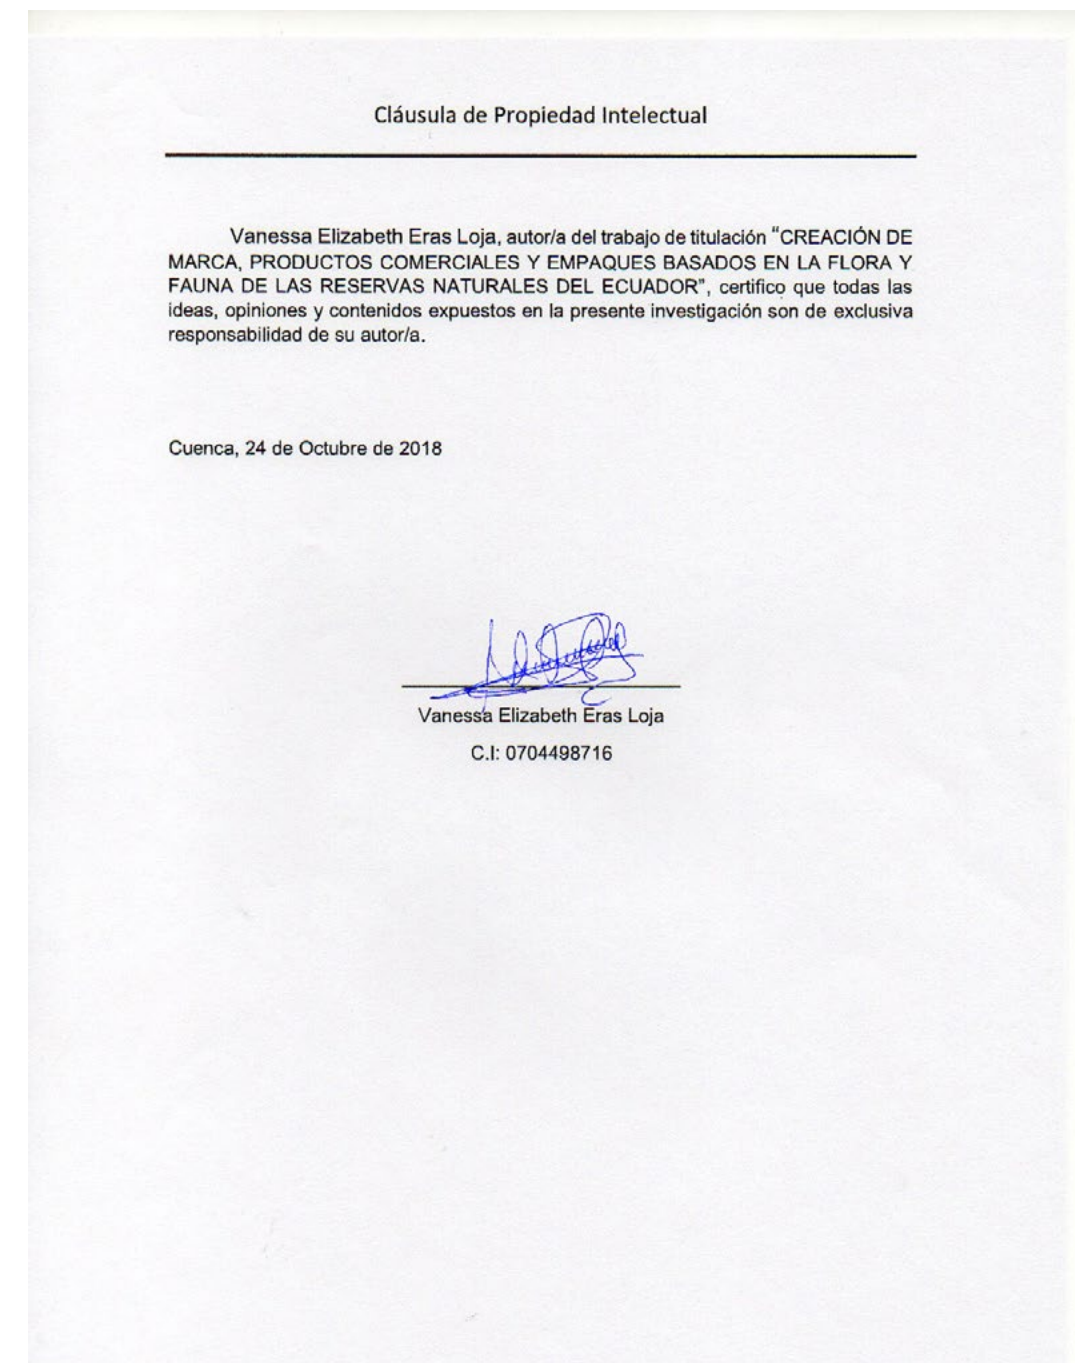 Cláusula de Propiedad Intelectual
Vanessa Elizabeth Eras Loja, autor/a del trabajo de titulación “CREACIÓN DE
MARCA, PRODUCTOS COMERCIALES Y EMPAQUES BASADOS EN LA FLORA Y
FAUNA DE LAS RESERVAS NATURALES DEL ECUADOR”, certifico que todas las
ideas, opiniones y contenidos expuestos en la presente investigación son de exclusiva
responsabilidad de su autor/a.
Cuenca, 24 de Octubre de 2018
Vanessa Elizabeth Eras Loja
C.I: 0704498716